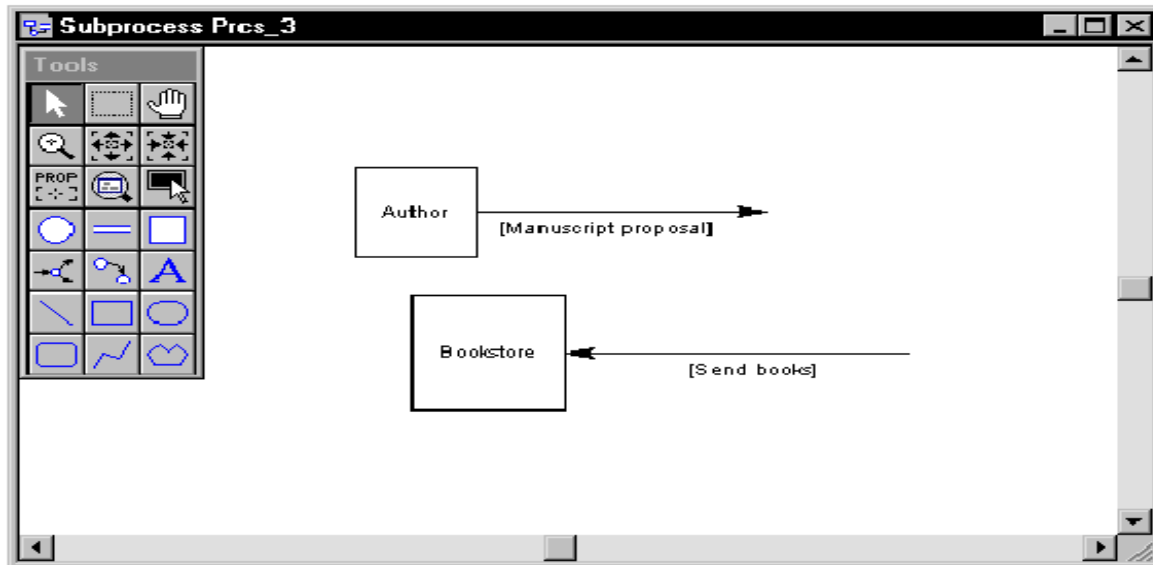 Subprocess Prcs_3
Tools
PROP
A
Author
[Manuscript proposal]
Bookstore
[Send books]